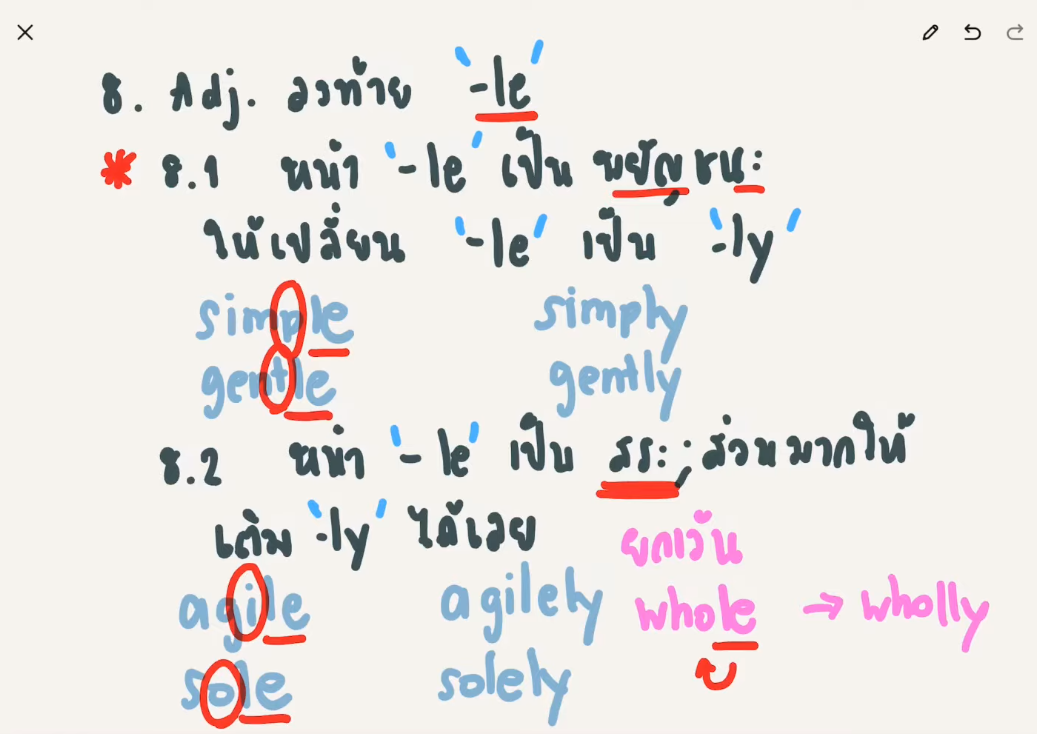 8. Adj. ลงท้าย '-le'
* 8.1 หน้า '-le' เป็น พยัญชนะ
ให้เปลี่ยน '-le' เป็น '-ly'
simple simply
gentle gently
8.2 หน้า '-le' เป็น สระ ; ส่วนมากให้
เติม '-ly' ได้เลย
ยกเว้น
agile agilely whole → wholly
sole solely